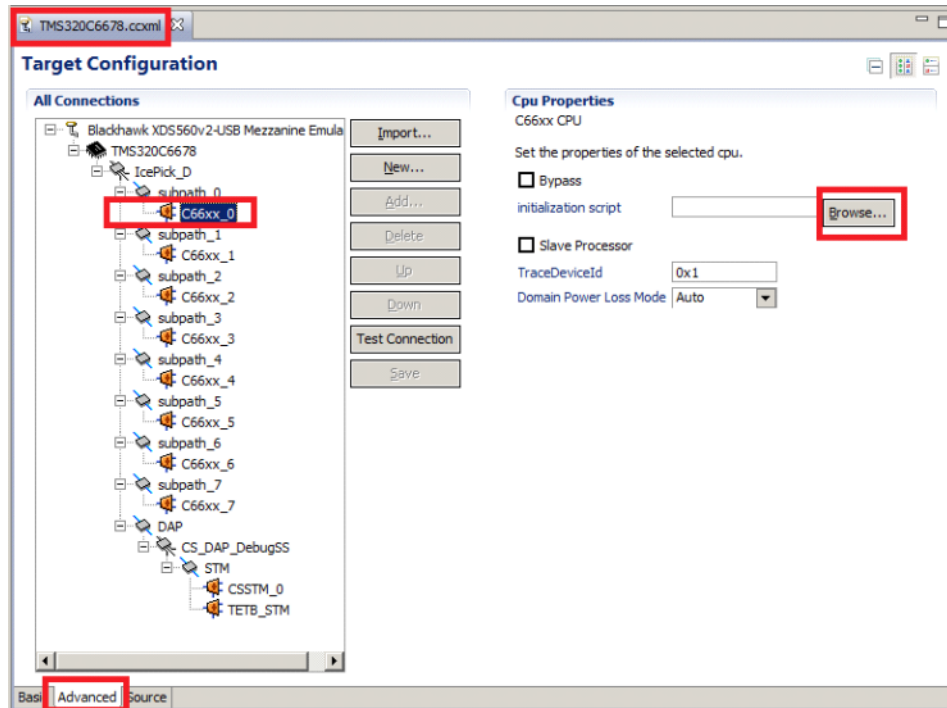 TMS320C6678.ccxml
Target Configuration
All Connections
Blackhawk XDS560v2-USB Mezzanine Emula
TMS320C6678
IcePick_D
subpath_0
C66xx_0
subpath_1
C66xx_1
subpath_2
C66xx_2
subpath_3
C66xx_3
subpath_4
C66xx_4
subpath_5
C66xx_5
subpath_6
C66xx_6
subpath_7
C66xx_7
DAP
CS_DAP_DebugSS
STM
CSSTM_0
TETB_STM
Import...
New...
Add...
Delete
Up
Down
Test Connection
Save
Cpu Properties
C66xx CPU
Set the properties of the selected cpu.
Bypass
initialization script Browse...
Slave Processor
TraceDeviceId 0x1
Domain Power Loss Mode Auto
Basi Advanced Source